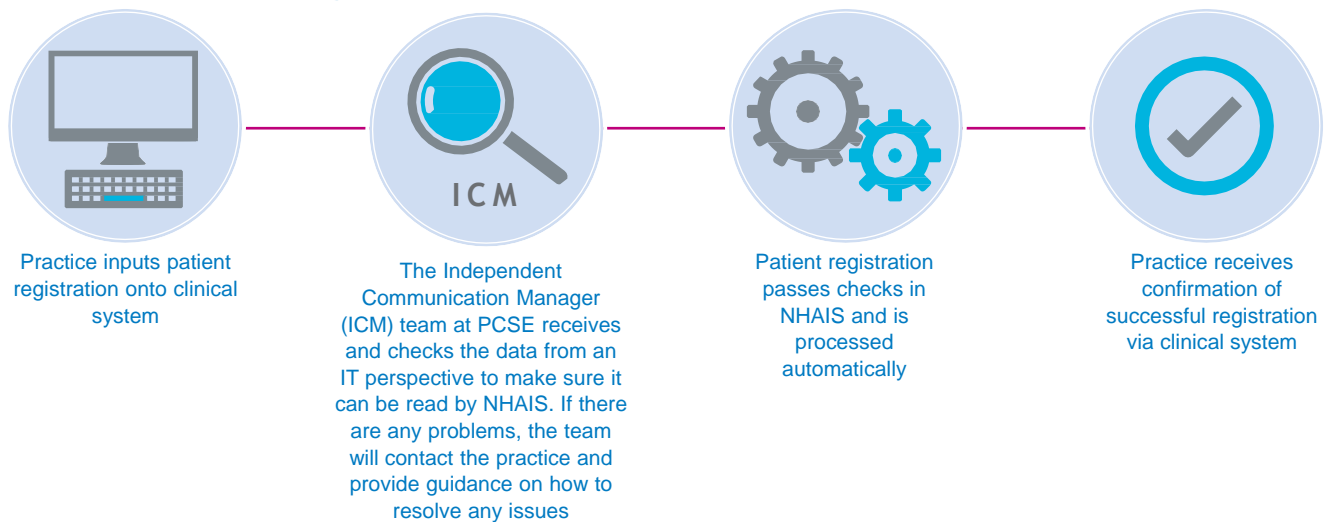 Practice inputs patient
registration onto clinical
system
ICM
The Independent
Communication Manager
(ICM) team at PCSE receives
and checks the data from an
IT perspective to make sure it
can be read by NHAIS. If there
are any problems, the team
will contact the practice and
provide guidance on how to
resolve any issues
Patient registration
passes checks in
NHAIS and is
processed
automatically
Practice receives
confirmation of
successful registration
via clinical system